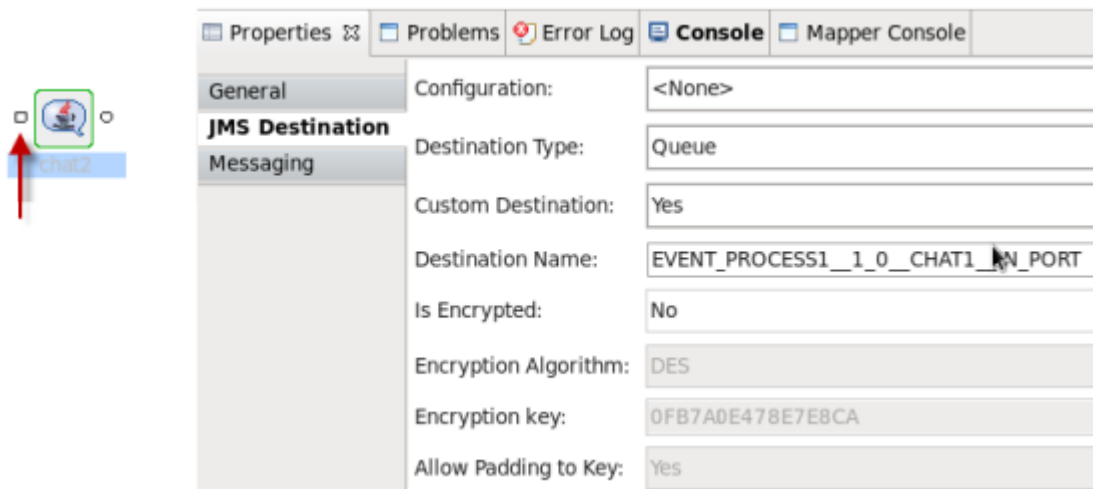 Properties Problems Error Log Console Mapper Console
General
JMS Destination
Messaging
chat2
Configuration: <None>
Destination Type: Queue
Custom Destination: Yes
Destination Name: EVENT_PROCESS1__1_0__CHAT1__IN_PORT
Is Encrypted: No
Encryption Algorithm: DES
Encryption key: 0FB7A0E478E7E8CA
Allow Padding to Key: Yes